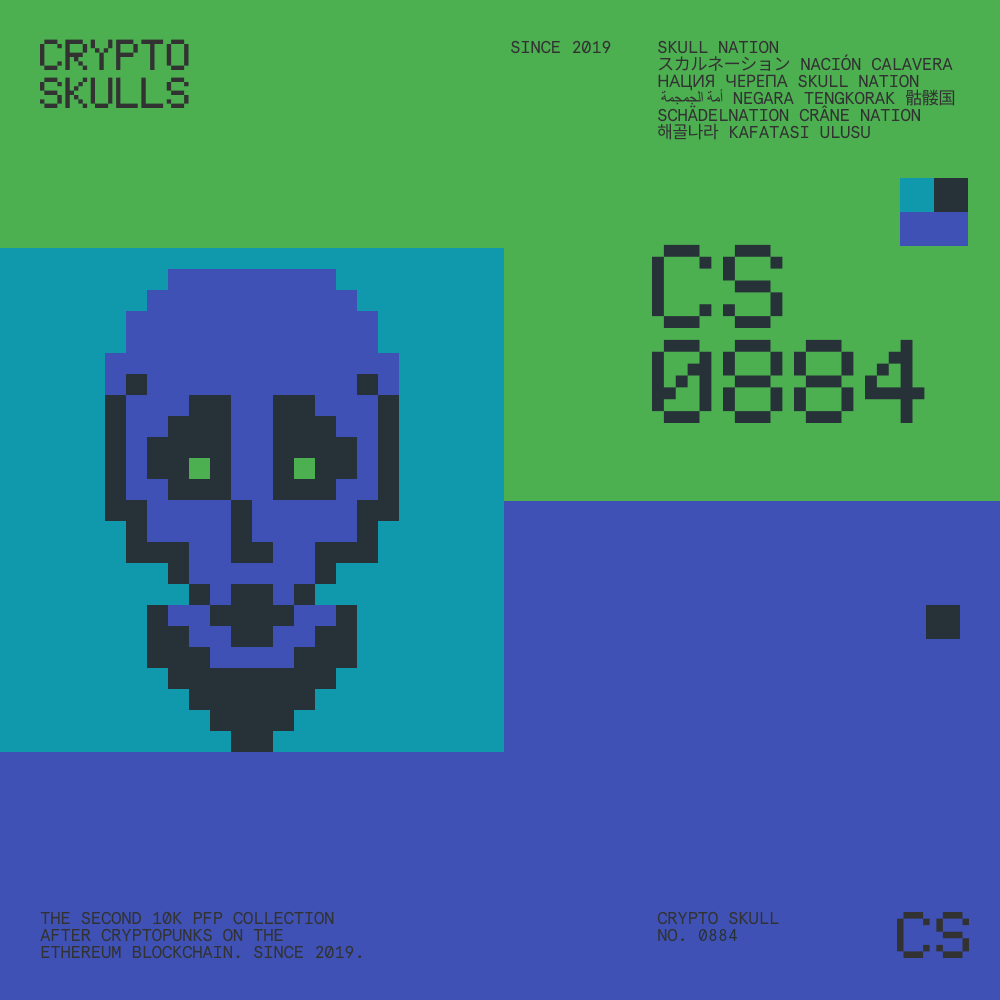 CRYPTO
SKULLS
SINCE 2019
SKULL NATION
スカルネーション NACIÓN CALAVERA
НАЦИЯ ЧЕРЕПА SKULL NATION
أمة الجمجمة NEGARA TENGKORAK 骷髅国
SCHÄDELNATION CRÂNE NATION
해골나라 KAFATASI ULUSU
CS
0884
THE SECOND 10K PFP COLLECTION
AFTER CRYPTOPUNKS ON THE
ETHEREUM BLOCKCHAIN. SINCE 2019.
CRYPTO SKULL
NO. 0884
CS